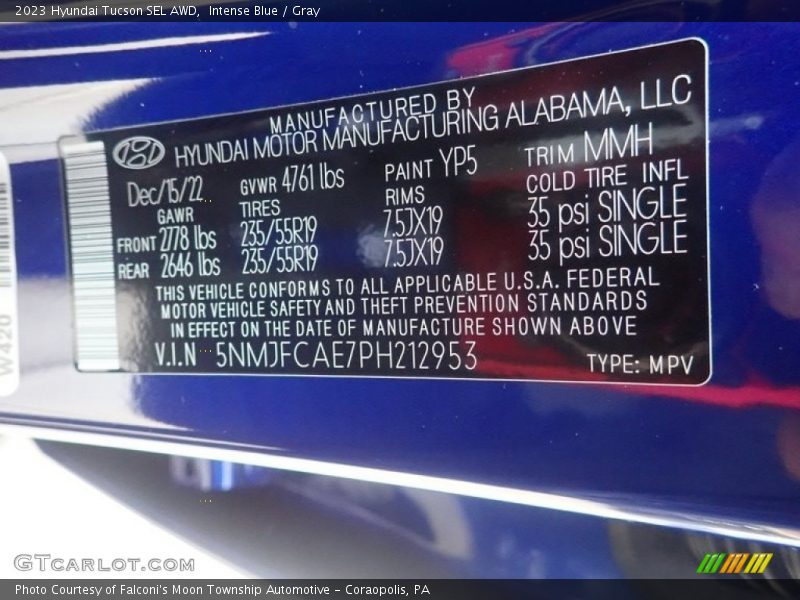 2023 Hyundai Tucson SEL AWD,  Intense Blue / Gray
MANUFACTURED BY
HYUNDAI MOTOR MANUFACTURING ALABAMA, LLC
Dec/15/22 GVWR 4761 lbs PAINT YP5 TRIM MMH
GAWR TIRES RIMS COLD TIRE INFL
FRONT 2778 lbs 235/55R19 7.5JX19 35 psi SINGLE
REAR 2646 lbs 235/55R19 7.5JX19 35 psi SINGLE
THIS VEHICLE CONFORMS TO ALL APPLICABLE U.S.A. FEDERAL
MOTOR VEHICLE SAFETY AND THEFT PREVENTION STANDARDS
IN EFFECT ON THE DATE OF MANUFACTURE SHOWN ABOVE
V.I.N 5NMJFCAE7PH212953 TYPE: MPV
W420
GTCARLOT.COM
Photo Courtesy of Falconi's Moon Township Automotive – Coraopolis, PA